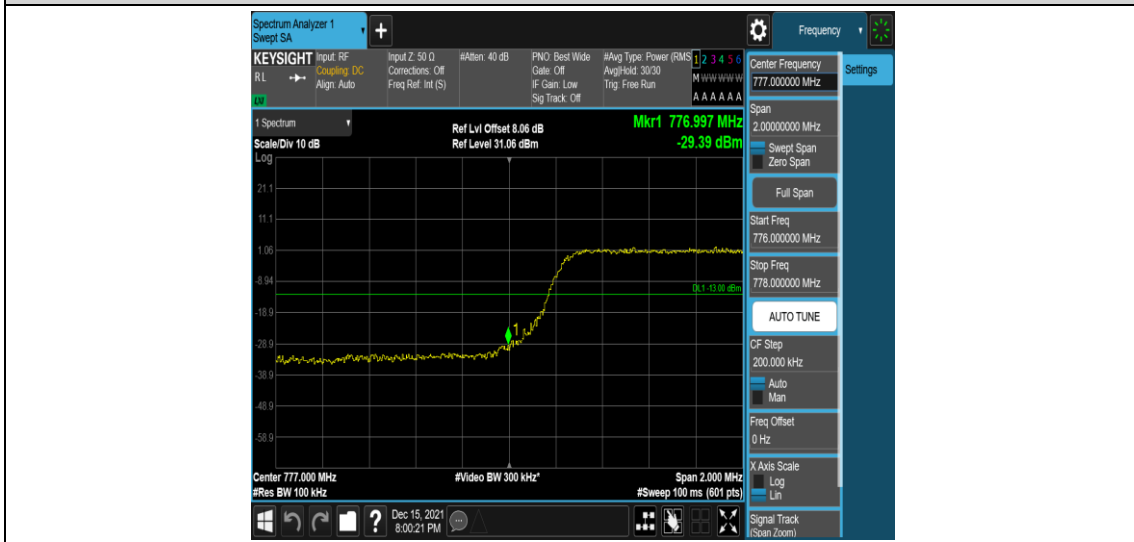 Spectrum Analyzer 1
Swept SA
+
Frequency
KEYSIGHT
RL
LXI
Input: RF
Coupling: DC
Align: Auto
Input Z: 50 Ω
Corrections: Off
Freq Ref: Int (S)
#Atten: 40 dB
PNO: Best Wide
Gate: Off
IF Gain: Low
Sig Track: Off
#Avg Type: Power (RMS
Avg|Hold: 30/30
Trig: Free Run
1 2 3 4 5 6
M W W W W W
A A A A A A
1 Spectrum
Scale/Div 10 dB
Ref Lvl Offset 8.06 dB
Ref Level 31.06 dBm
Mkr1 776.997 MHz
-29.39 dBm
Log
21.1
11.1
1.06
-8.94
-18.9
-28.9
-38.9
-48.9
-58.9
DL1 -13.00 dBm
1
Center 777.000 MHz
#Res BW 100 kHz
#Video BW 300 kHz*
Span 2.000 MHz
#Sweep 100 ms (601 pts)
Dec 15, 2021
8:00:21 PM
?
Center Frequency
777.000000 MHz
Settings
Span
2.00000000 MHz
Swept Span
Zero Span
Full Span
Start Freq
776.000000 MHz
Stop Freq
778.000000 MHz
AUTO TUNE
CF Step
200.000 kHz
Auto
Man
Freq Offset
0 Hz
X Axis Scale
Log
Lin
Signal Track
(Span Zoom)